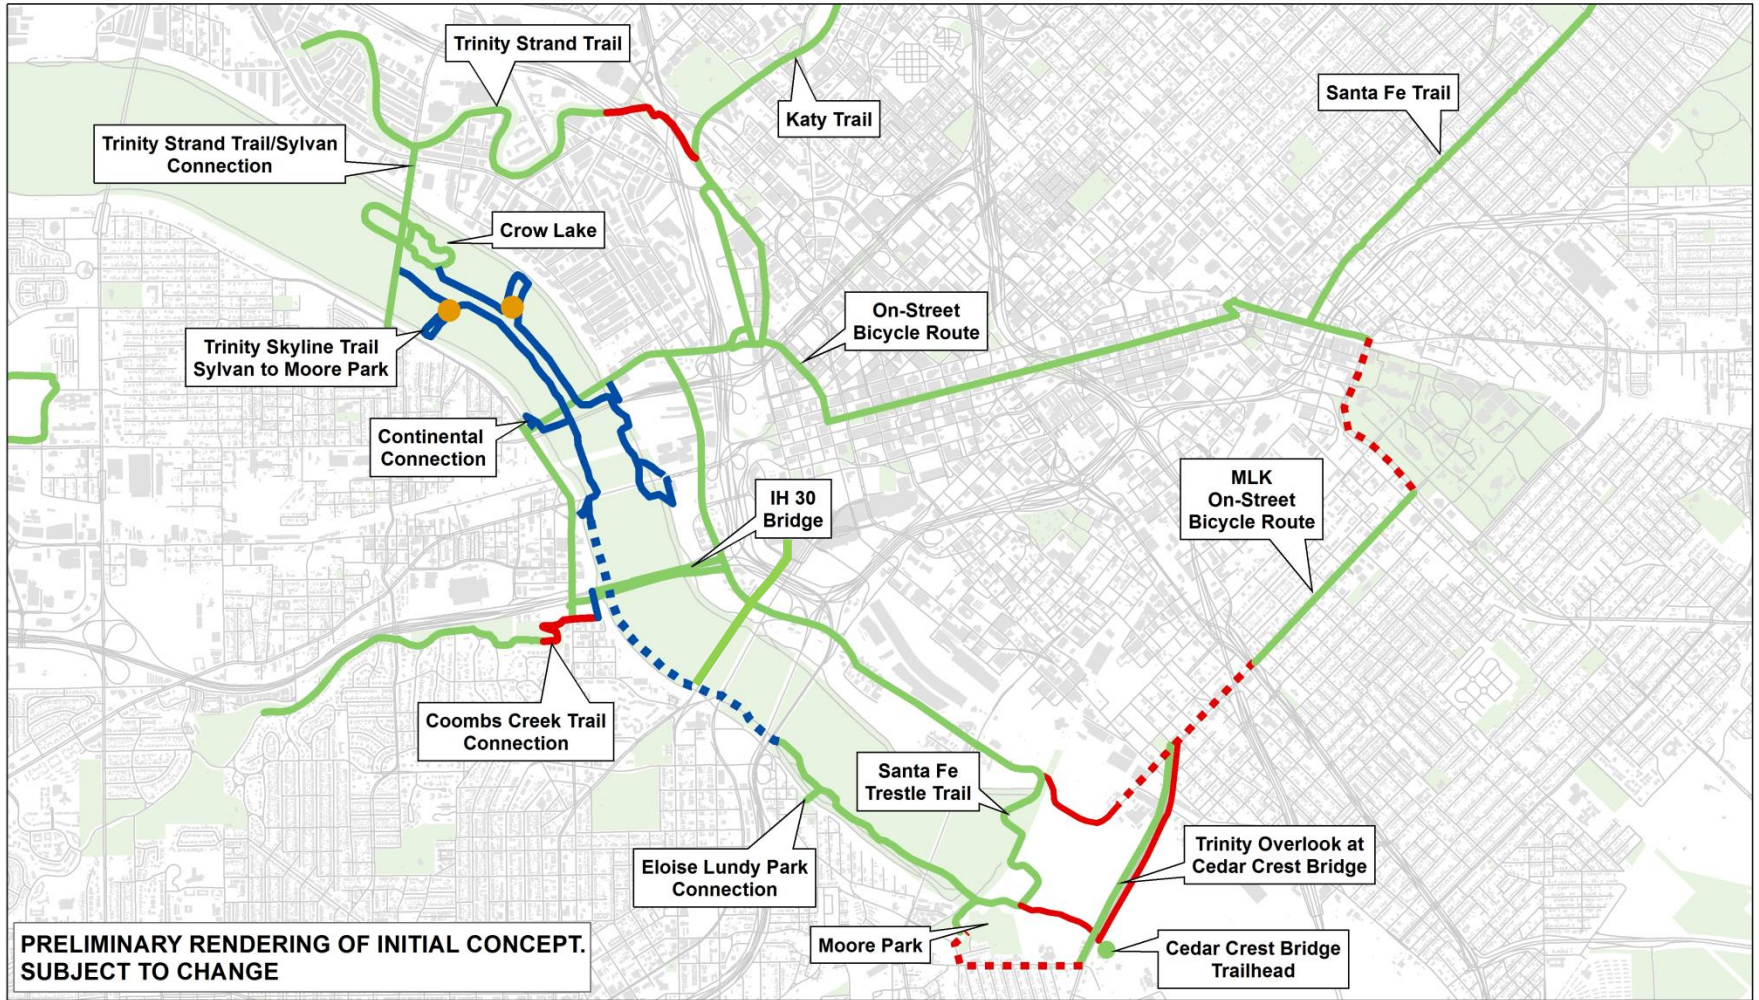 Trinity Strand Trail
Katy Trail
Santa Fe Trail
Trinity Strand Trail/Sylvan
Connection
Crow Lake
On-Street
Bicycle Route
Trinity Skyline Trail
Sylvan to Moore Park
Continental
Connection
IH 30
Bridge
MLK
On-Street
Bicycle Route
Coombs Creek Trail
Connection
Santa Fe
Trestle Trail
Trinity Overlook at
Cedar Crest Bridge
Eloise Lundy Park
Connection
Moore Park
Cedar Crest Bridge
Trailhead
PRELIMINARY RENDERING OF INITIAL CONCEPT.
SUBJECT TO CHANGE